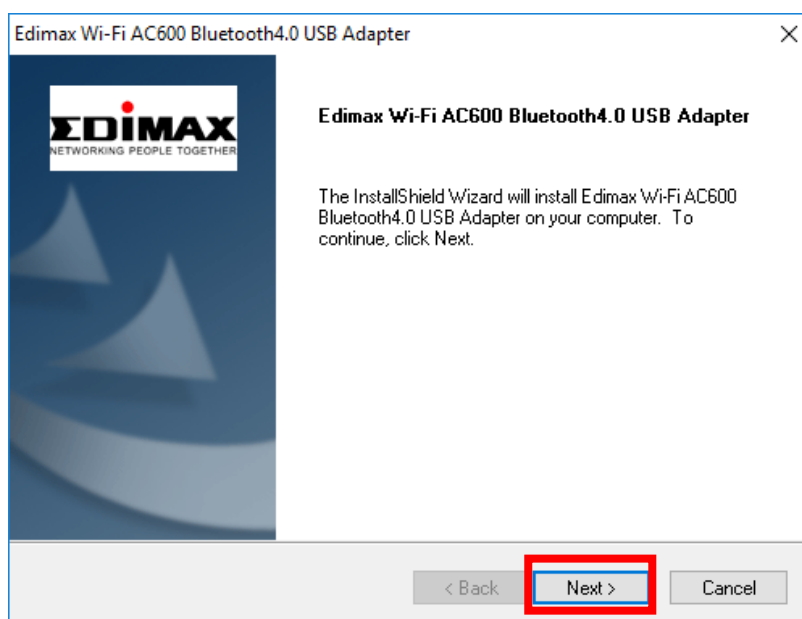 Edimax Wi-Fi AC600 Bluetooth4.0 USB Adapter
EDIMAX
NETWORKING PEOPLE TOGETHER
Edimax Wi-Fi AC600 Bluetooth4.0 USB Adapter
The InstallShield Wizard will install Edimax Wi-Fi AC600
Bluetooth4.0 USB Adapter on your computer. To
continue, click Next.
< Back
Next >
Cancel